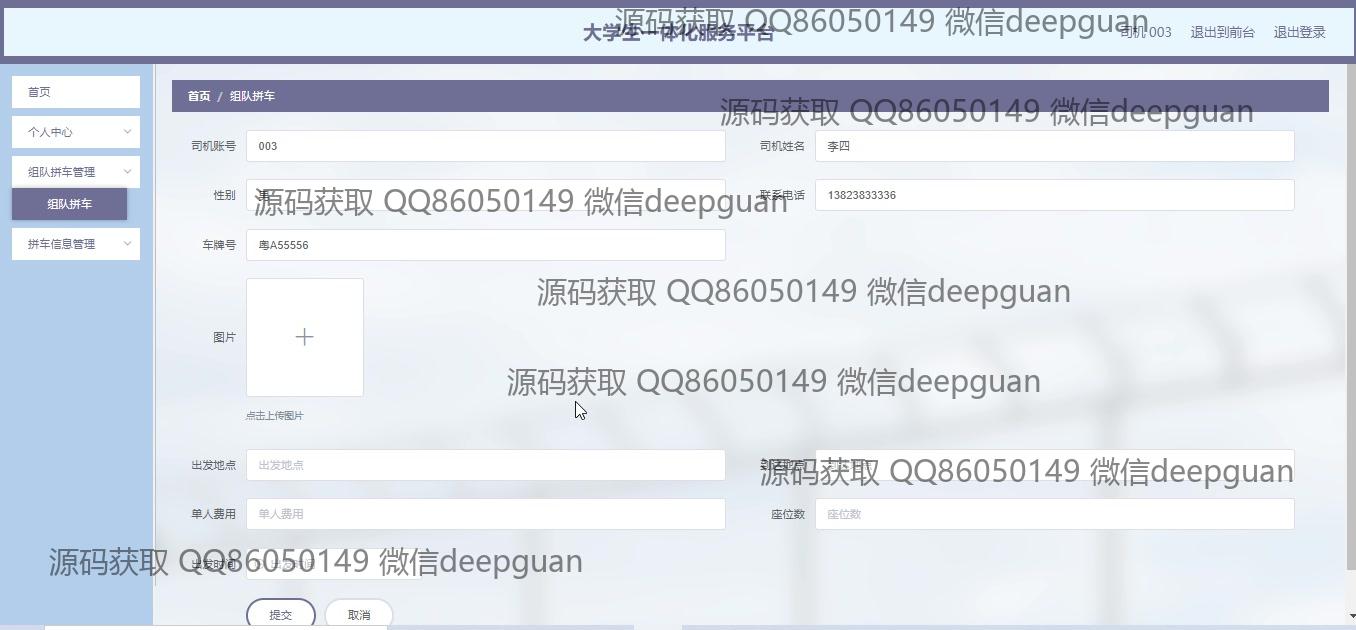 源码获取 QQ86050149 微信deepguan
大学生一体化服务平台
司机 003 退出到前台 退出登录
首页
个人中心
组队拼车管理
组队拼车
拼车信息管理
首页 / 组队拼车
源码获取 QQ86050149 微信deepguan
司机账号 003
司机姓名 李四
性别
源码获取 QQ86050149 微信deepguan
联系电话 13823833336
车牌号 粤A55556
源码获取 QQ86050149 微信deepguan
图片
源码获取 QQ86050149 微信deepguan
点击上传图片
出发地点 出发地点
到达地点
源码获取 QQ86050149 微信deepguan
单人费用 单人费用
座位数 座位数
出发时间 出发时间
源码获取 QQ86050149 微信deepguan
提交
取消